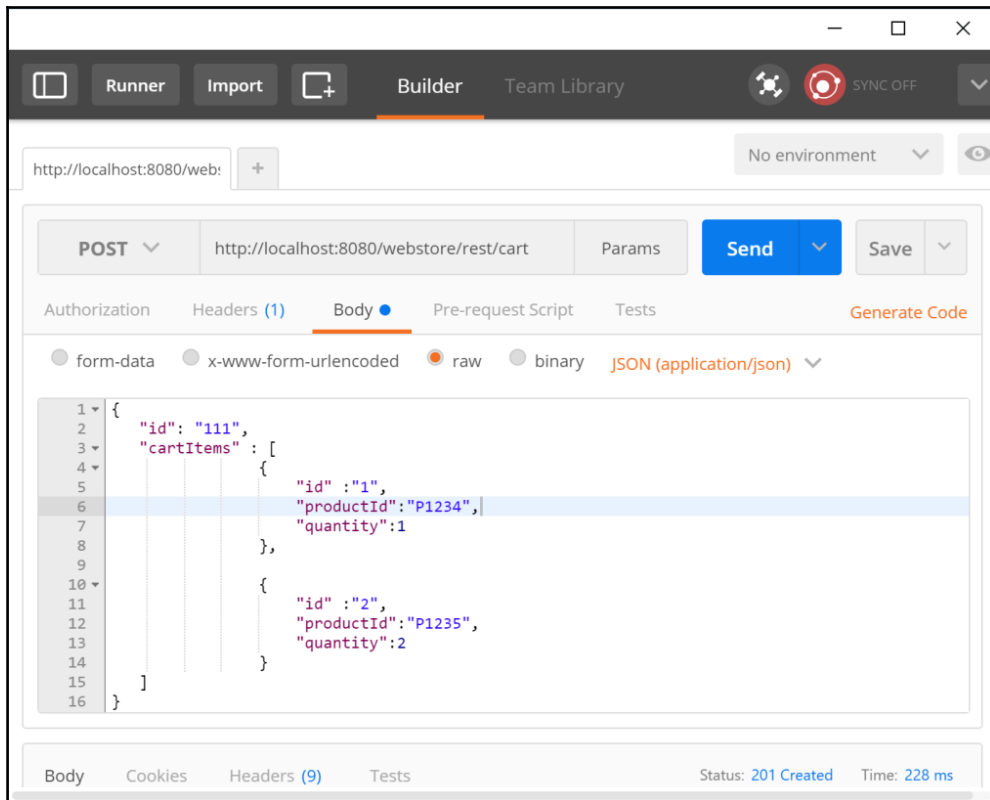 Runner Import Builder Team Library SYNC OFF
No environment
http://localhost:8080/web
POST http://localhost:8080/webstore/rest/cart Params Send Save
Authorization Headers (1) Body Pre-request Script Tests Generate Code
form-data x-www-form-urlencoded raw binary JSON (application/json)
1 {
2 "id": "111",
3 "cartItems" : [
4 {
5 "id" :"1",
6 "productId":"P1234",
7 "quantity":1
8 },
9
10 {
11 "id" :"2",
12 "productId":"P1235",
13 "quantity":2
14 }
15 ]
16 }
Body Cookies Headers (9) Tests Status: 201 Created Time: 228 ms